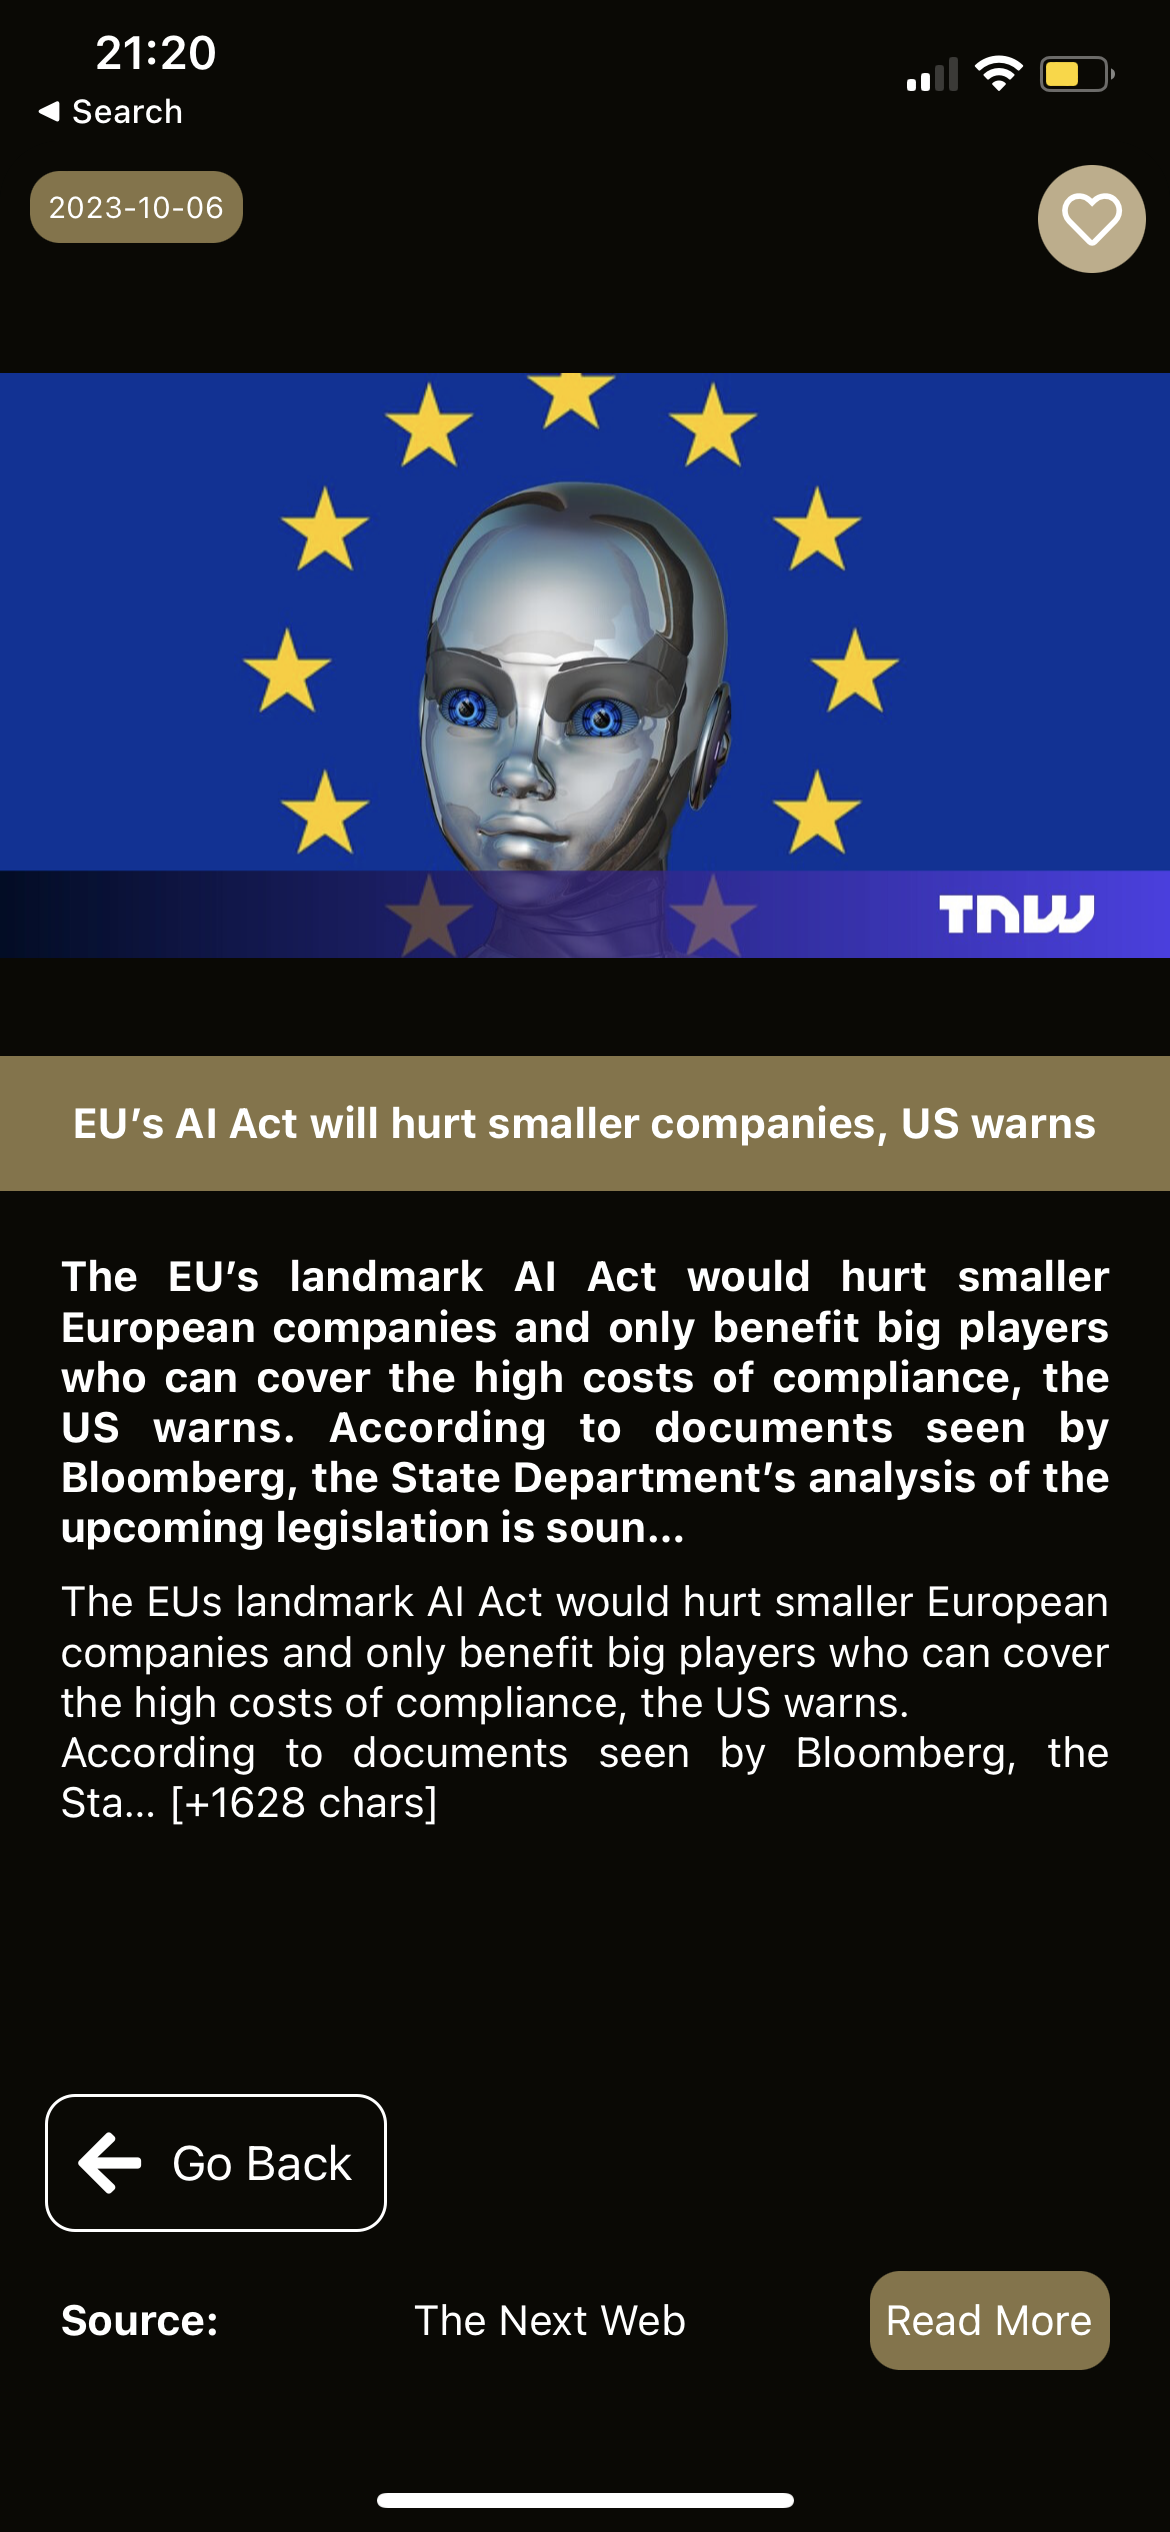 21:20
Search
2023-10-06
TNW
EU’s AI Act will hurt smaller companies, US warns
The EU’s landmark AI Act would hurt smaller
European companies and only benefit big players
who can cover the high costs of compliance, the
US warns. According to documents seen by
Bloomberg, the State Department’s analysis of the
upcoming legislation is soun...
The EUs landmark AI Act would hurt smaller European
companies and only benefit big players who can cover
the high costs of compliance, the US warns.
According to documents seen by Bloomberg, the
Sta... [+1628 chars]
Go Back
Source: The Next Web Read More